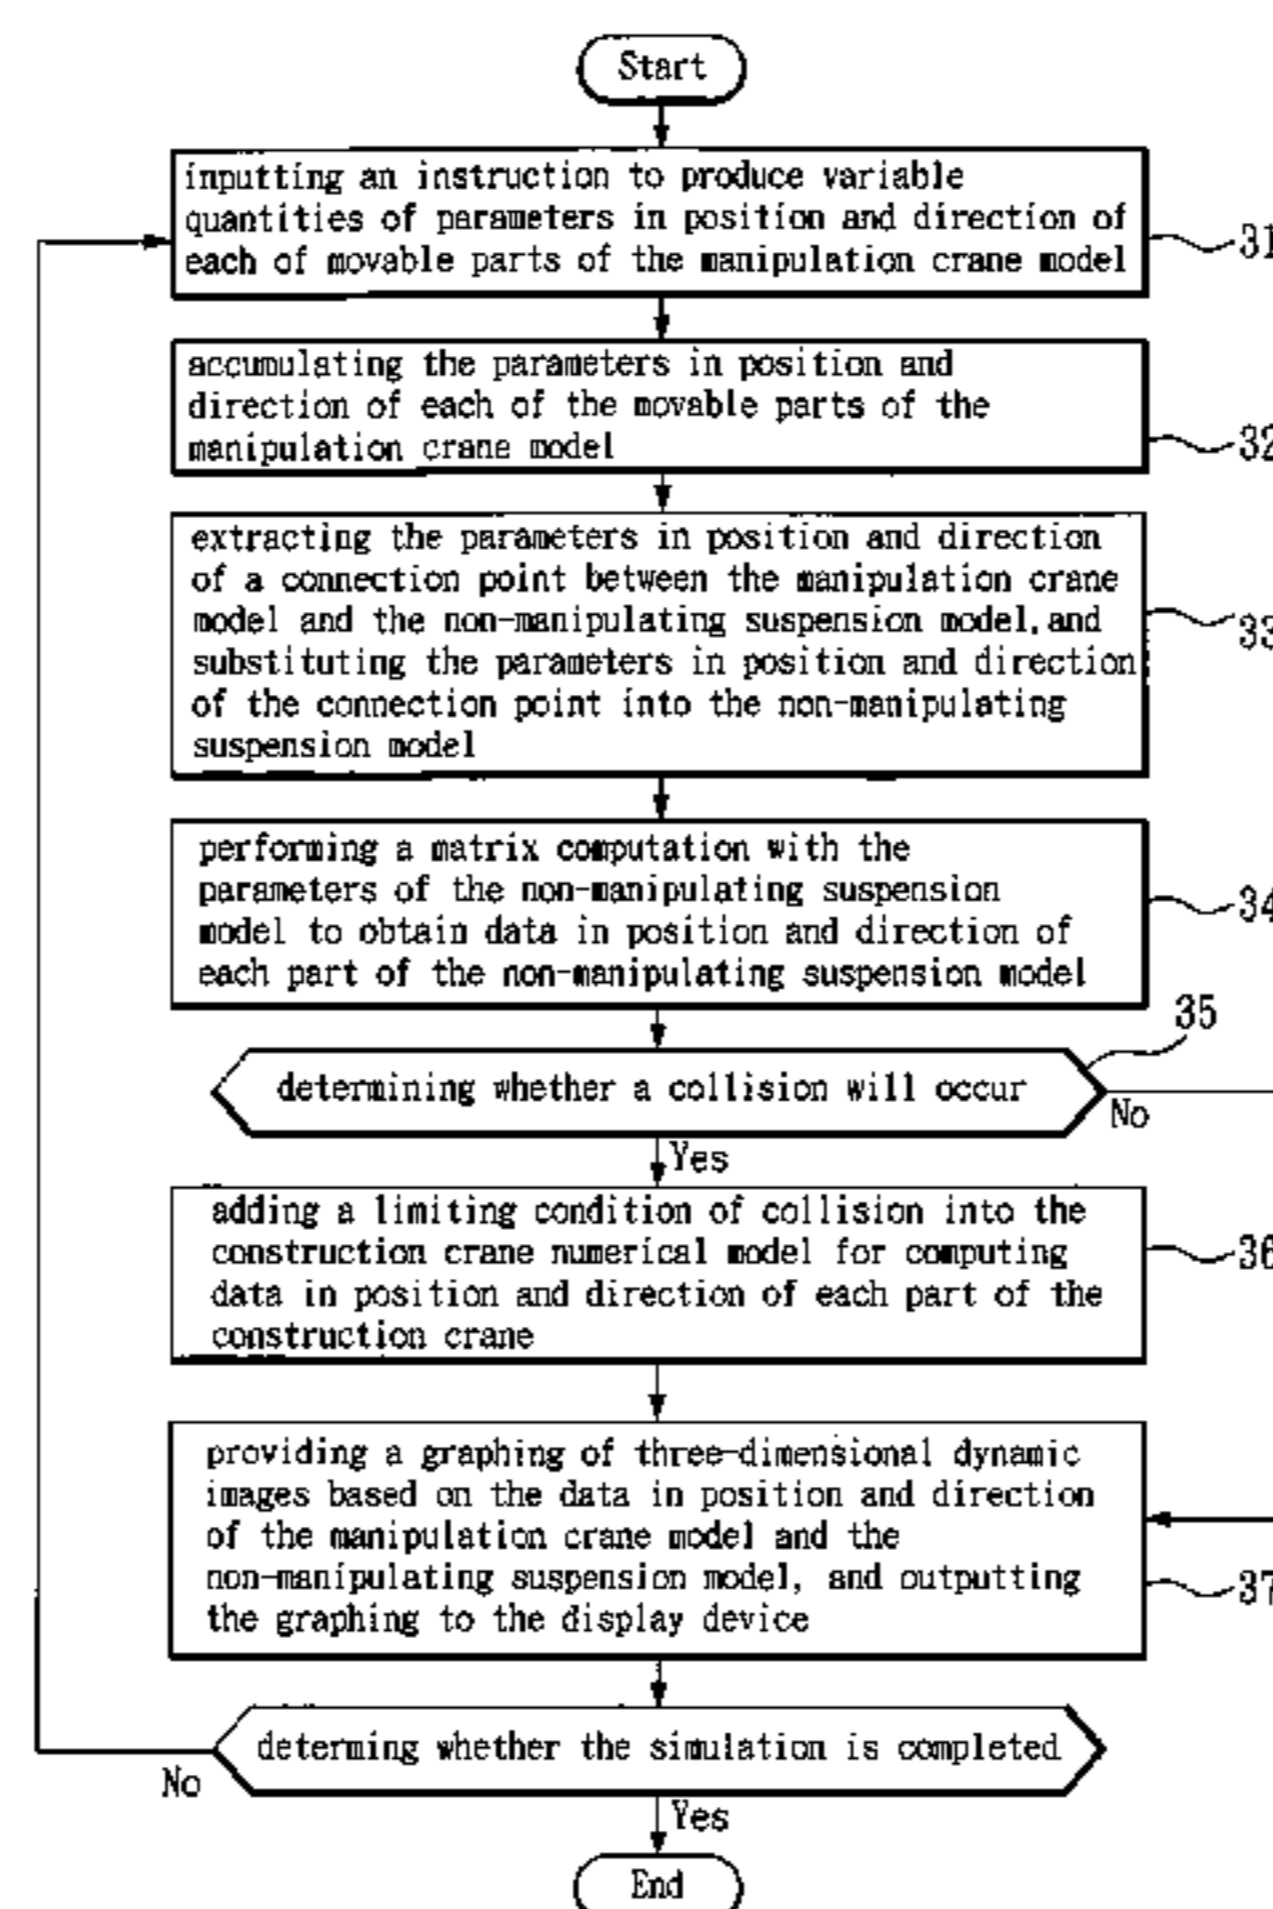 Start
inputting an instruction to produce variable
quantities of parameters in position and direction of
each of movable parts of the manipulation crane model
31
accumulating the parameters in position and
direction of each of the movable parts of the
manipulation crane model
32
extracting the parameters in position and direction
of a connection point between the manipulation crane
model and the non-manipulating suspension model, and
substituting the parameters in position and direction
of the connection point into the non-manipulating
suspension model
33
performing a matrix computation with the
parameters of the non-manipulating suspension
model to obtain data in position and direction of
each part of the non-manipulating suspension model
34
35
determining whether a collision will occur
No
Yes
adding a limiting condition of collision into the
construction crane numerical model for computing
data in position and direction of each part of the
construction crane
36
providing a graphing of three-dimensional dynamic
images based on the data in position and direction
of the manipulation crane model and the
non-manipulating suspension model, and outputting
the graphing to the display device
37
determing whether the simulation is completed
No
Yes
End